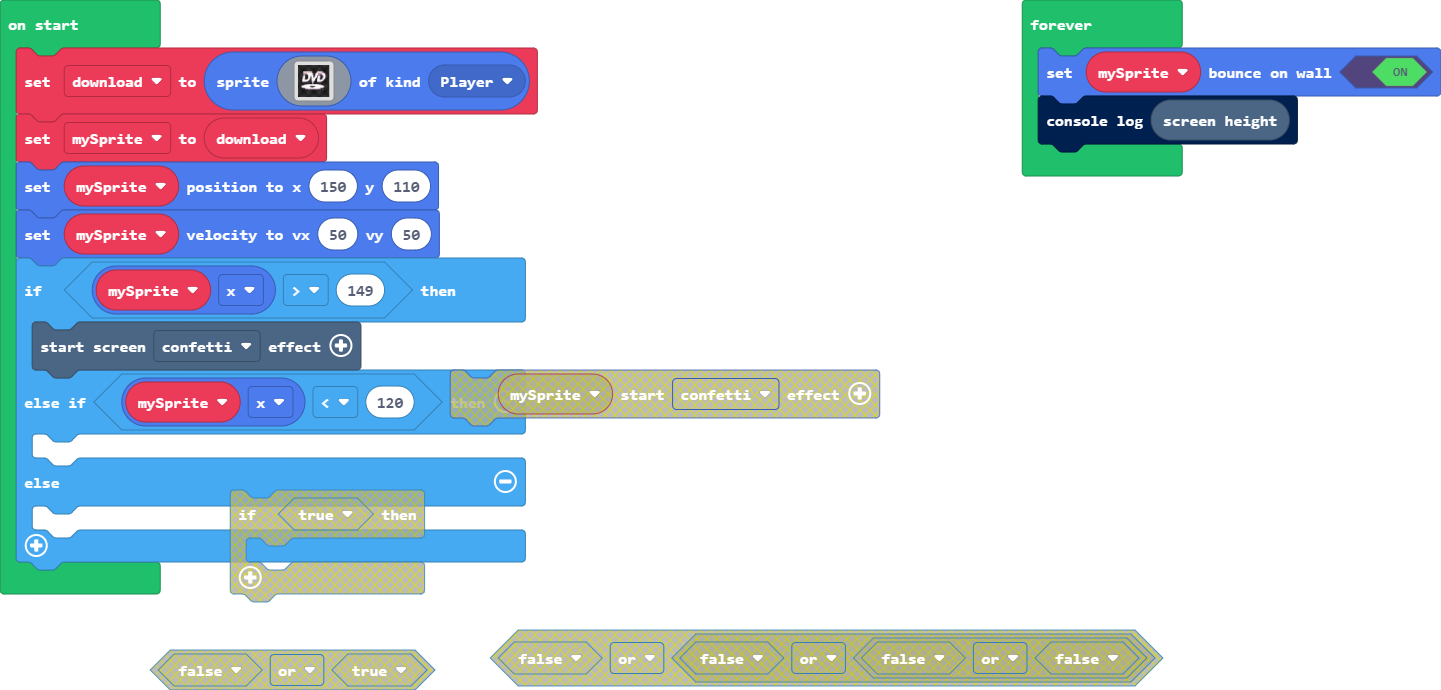 on start
set download to sprite DVD of kind Player
set mySprite to download
set mySprite position to x 150 y 110
set mySprite velocity to vx 50 vy 50
if mySprite x > 149 then
start screen confetti effect
else if mySprite x < 120 then
mySprite start confetti effect
else
if true then
false or true
false or false or false or false
forever
set mySprite bounce on wall ON
console log screen height